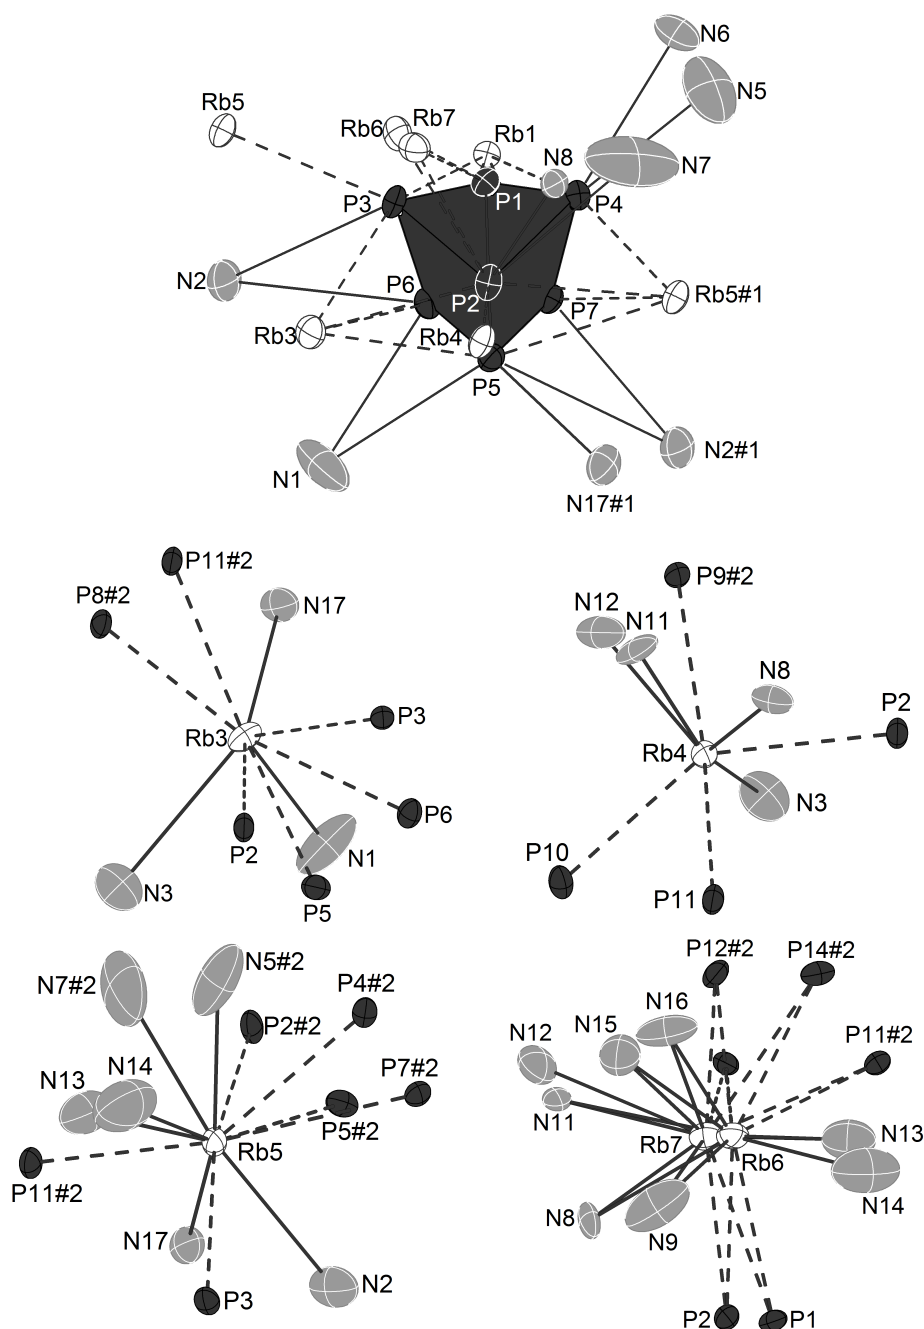 N6
N5
Rb5
Rb6
Rb7
Rb1
N8
N7
P3
P1
P4
N2
P6
P2
P7
Rb5#1
Rb3
Rb4
P5
N1
N2#1
N17#1
P11#2
P8#2
N17
Rb3
P3
P6
P2
N1
N3
P5
P9#2
N12
N11
N8
P2
Rb4
N3
P10
P11
N7#2
N5#2
P4#2
P2#2
N13
N14
P7#2
P5#2
Rb5
P11#2
N17
N2
P3
P12#2
P14#2
N16
N15
N12
P11#2
N11
Rb7
Rb6
N13
N14
N8
N9
P2
P1